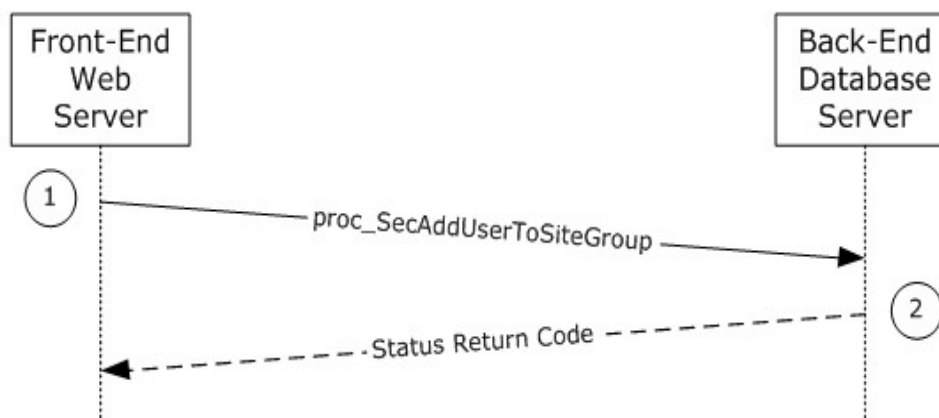 Front-End
Web
Server
Back-End
Database
Server
1
proc_SecAddUserToSiteGroup
2
Status Return Code